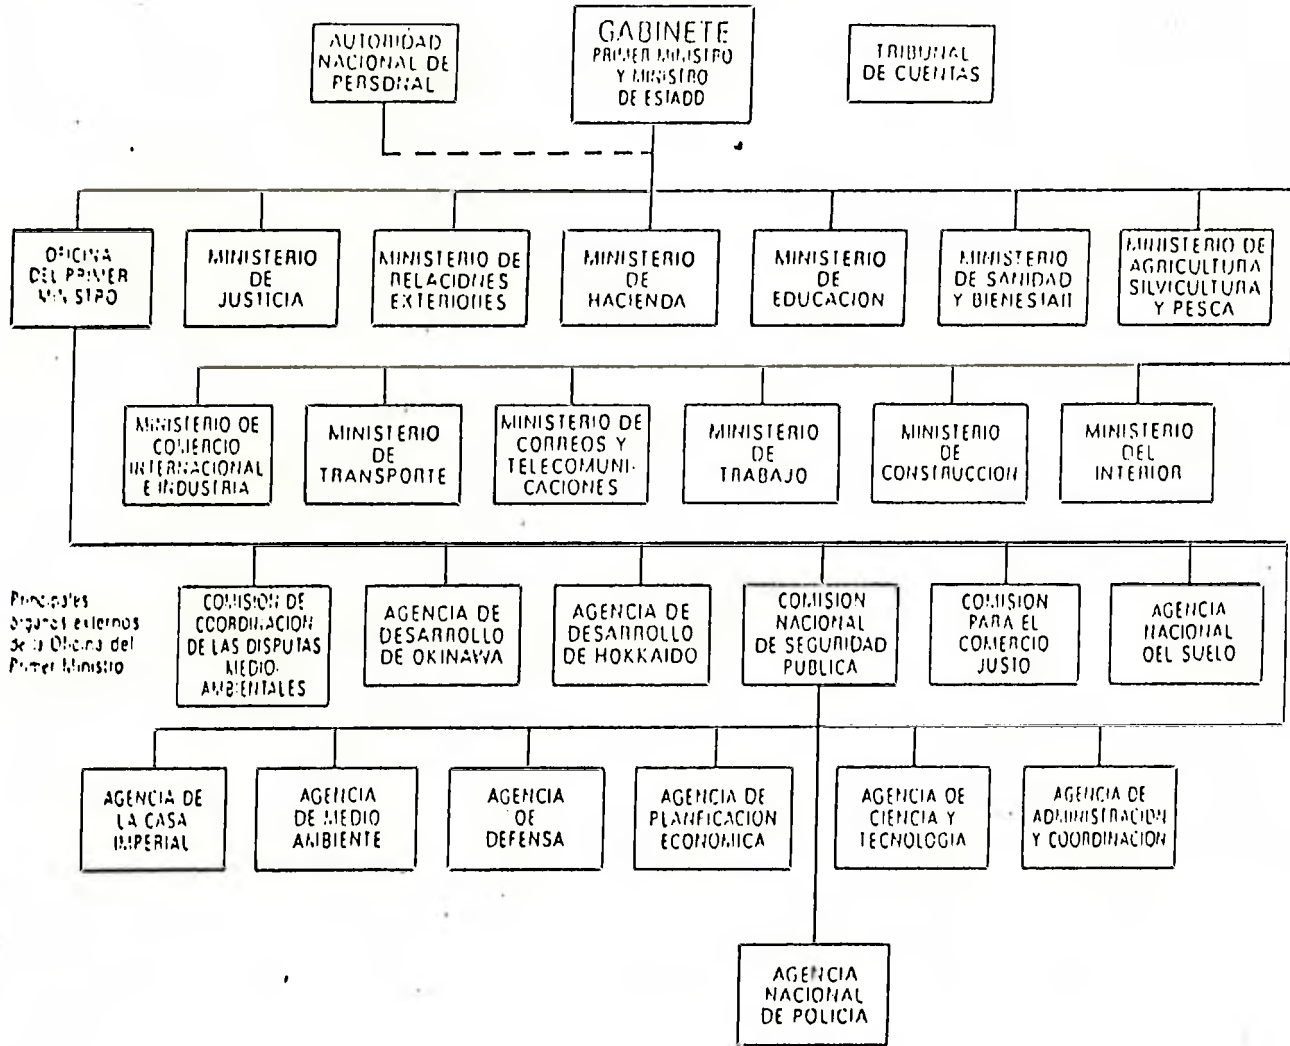 AUTORIDAD
NACIONAL DE
PERSONAL
GABINETE
PRIMER MINISTRO
Y MINISTRO
DE ESTADO
TRIBUNAL
DE CUENTAS
OFICINA
DEL PRIMER
MINISTRO
MINISTERIO
DE
JUSTICIA
MINISTERIO DE
RELACIONES
EXTERIONES
MINISTERIO
DE
HACIENDA
MINISTERIO
DE
EDUCACION
MINISTERIO
DE SANIDAD
Y BIENESTAR
MINISTERIO DE
AGRICULTURA
SILVICULTURA
Y PESCA
MINISTERIO DE
COMERCIO
INTERNACIONAL
E INDUSTRIA
MINISTERIO
DE
TRANSPORTE
MINISTERIO DE
CORREOS Y
TELECOMUNI-
CACIONES
MINISTERIO
DE
TRABAJO
MINISTERIO
DE
CONSTRUCCION
MINISTERIO
DEL
INTERIOR
Principales
órganos externos
de la Oficina del
Primer Ministro
COMISION DE
COORDINACION
DE LAS DISPUTAS
MEDIO-
AMBIENTALES
AGENCIA DE
DESARROLLO
DE OKINAWA
AGENCIA DE
DESARROLLO
DE HOKKAIDO
COMISION
NACIONAL
DE SEGURIDAD
PUBLICA
COMISION
PARA EL
COMERCIO
JUSTO
AGENCIA
NACIONAL
DEL SUELO
AGENCIA DE
LA CASA
IMPERIAL
AGENCIA
DE MEDIO
AMBIENTE
AGENCIA
DE
DEFENSA
AGENCIA DE
PLANFICACION
ECONOMICA
AGENCIA DE
CIENCIA Y
TECNOLOGIA
AGENCIA DE
ADMINISTRACION
Y COORDINACION
AGENCIA
NACIONAL
DE POLICIA